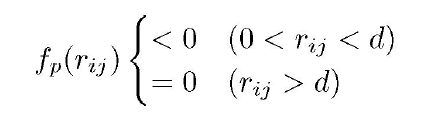 f_p(r_{ij}) { < 0 (0 < r_{ij} < d)
= 0 (r_{ij} > d)